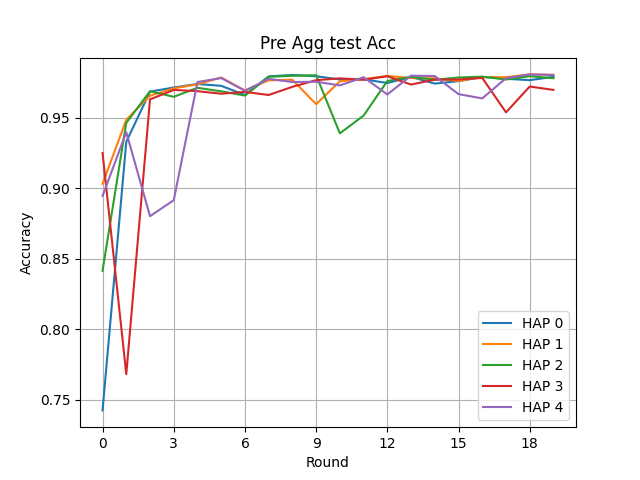 Pre Agg test Acc
Accuracy
0.95
0.90
0.85
0.80
0.75
HAP 0
HAP 1
HAP 2
HAP 3
HAP 4
0 3 6 9 12 15 18
Round